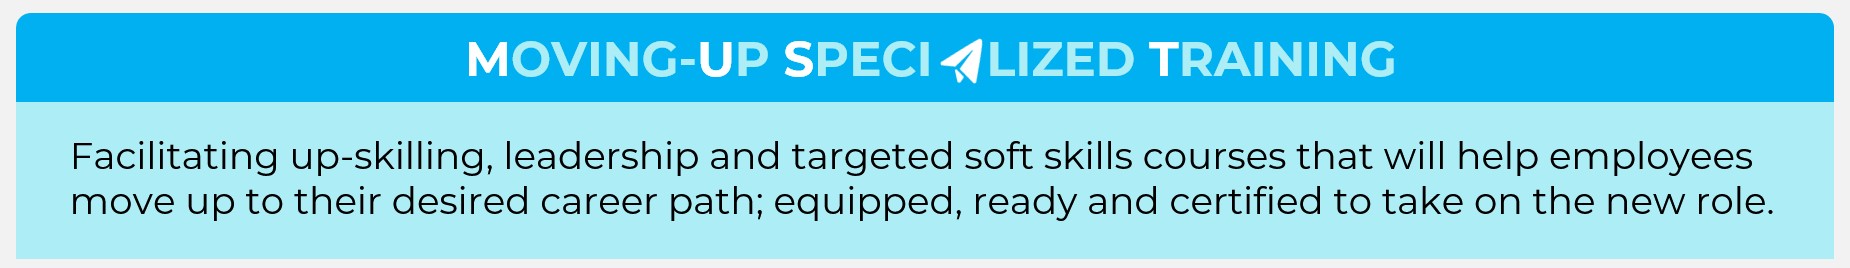 MOVING-UP SPECIALIZED TRAINING
Facilitating up-skilling, leadership and targeted soft skills courses that will help employees
move up to their desired career path; equipped, ready and certified to take on the new role.